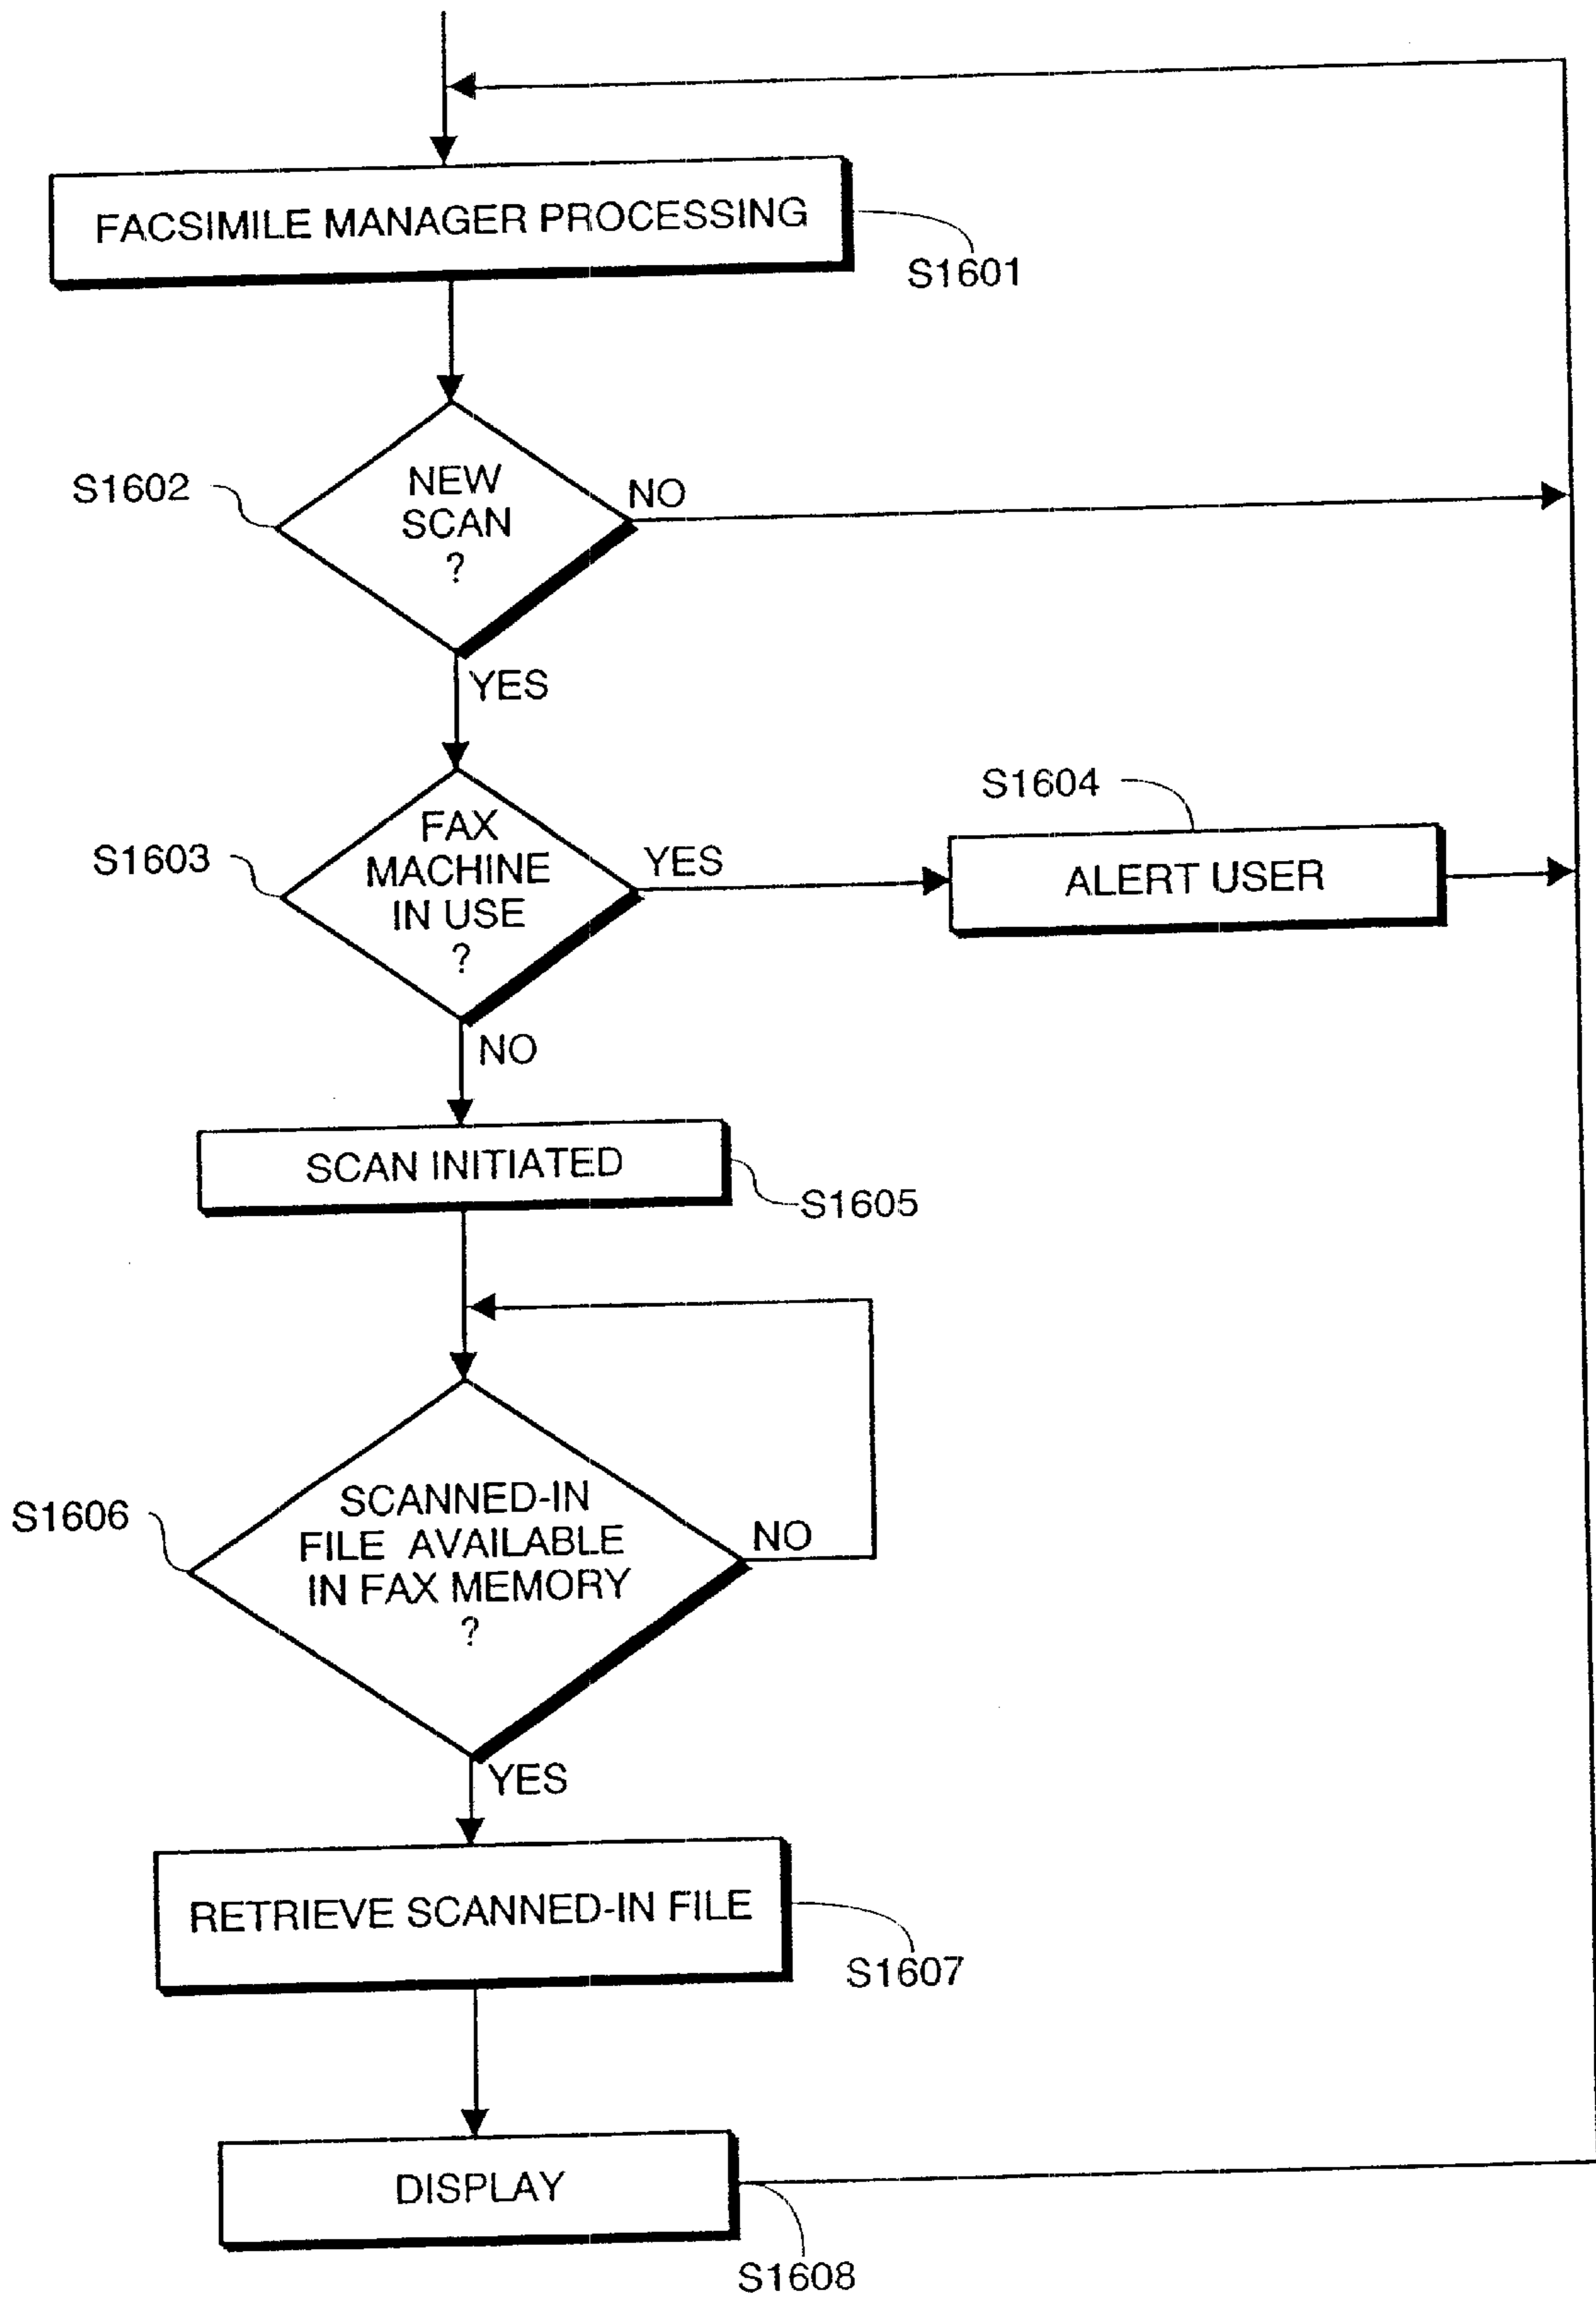 FACSIMILE MANAGER PROCESSING
S1601
S1602
NEW
SCAN
?
NO
YES
S1604
S1603
FAX
MACHINE
IN USE
?
YES
ALERT USER
NO
SCAN INITIATED
S1605
S1606
SCANNED-IN
FILE AVAILABLE
IN FAX MEMORY
?
NO
YES
RETRIEVE SCANNED-IN FILE
S1607
DISPLAY
S1608